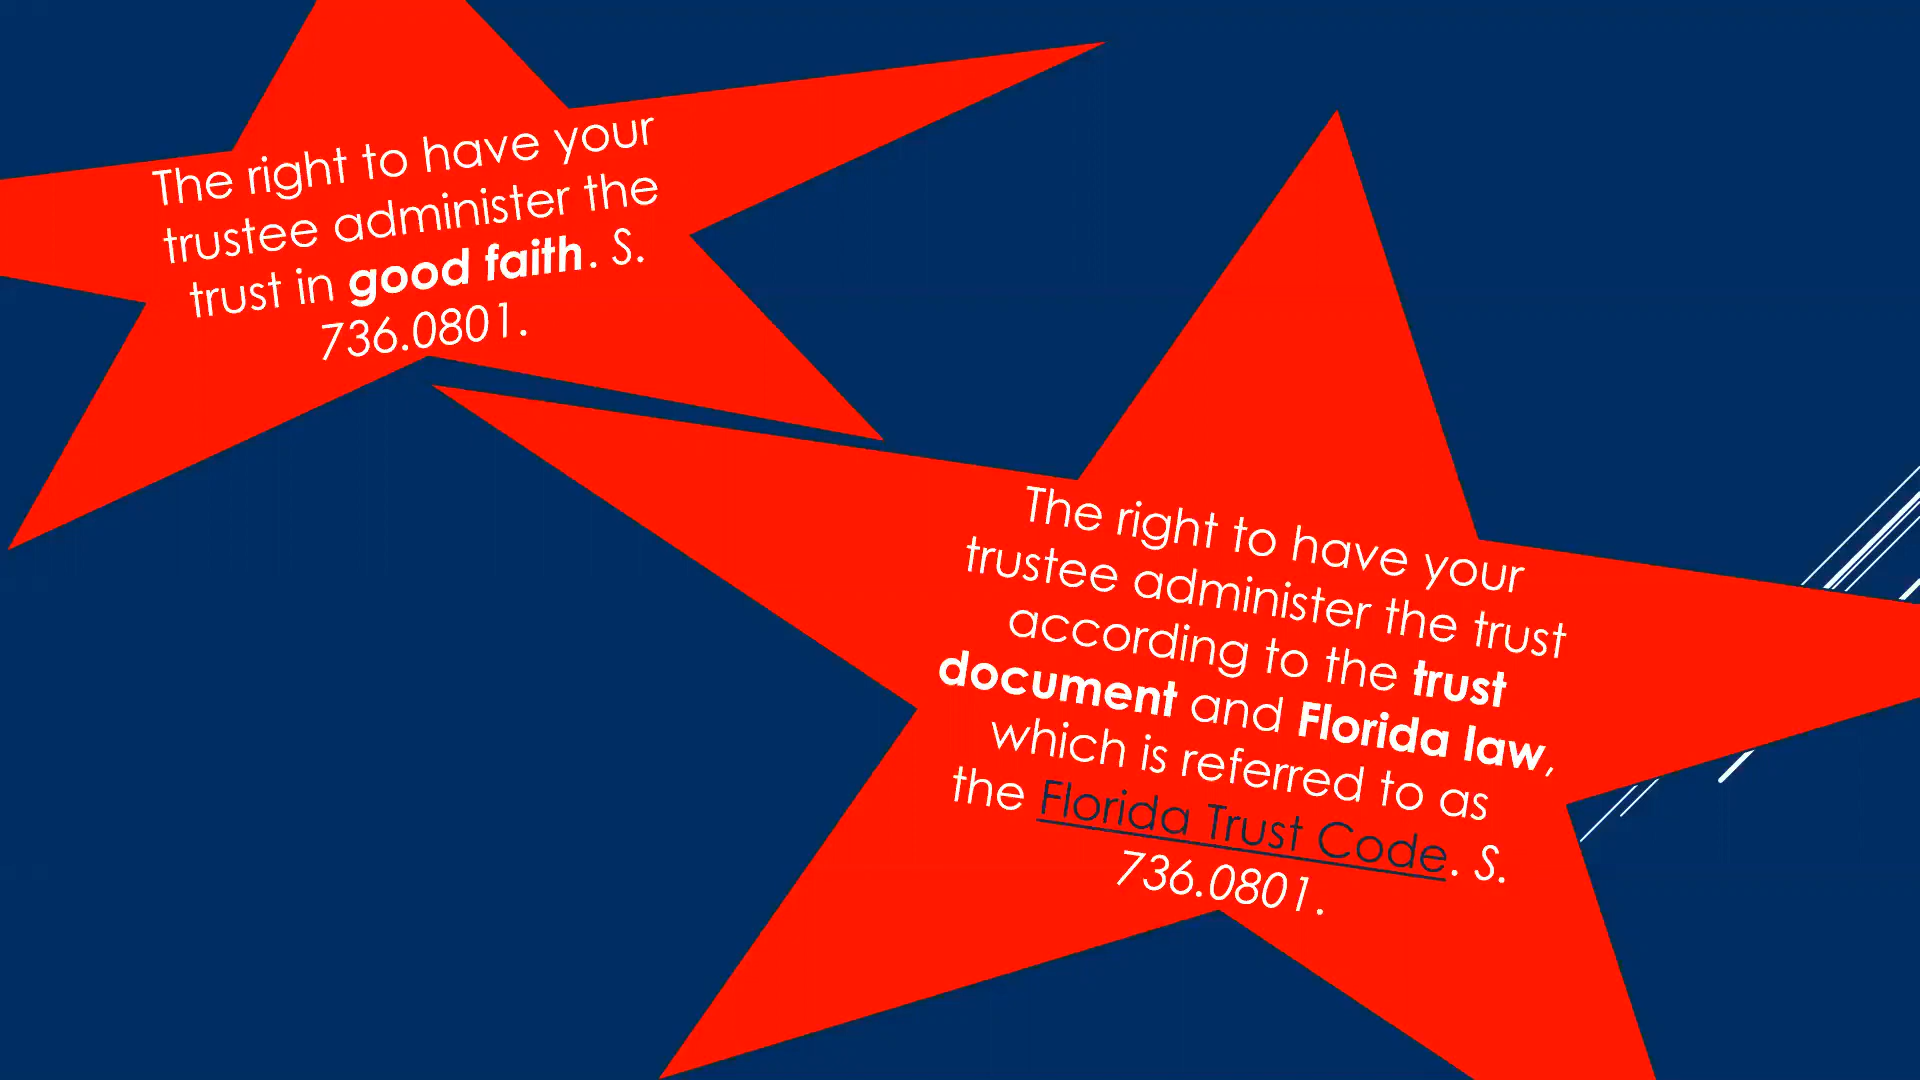 The right to have your
trustee administer the
trust in good faith. S.
736.0801.
The right to have your
trustee administer the trust
according to the trust
document and Florida law,
which is referred to as
the Florida Trust Code. S.
736.0801.